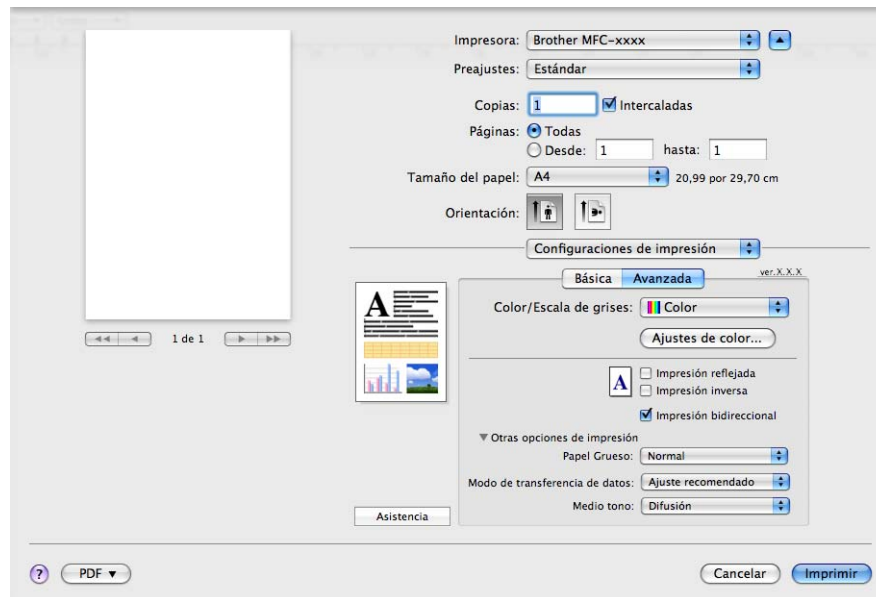 Impresora: Brother MFC-xxxx
Preajustes: Estándar
Copias: 1 Intercaladas
Páginas: Todas
Desde: 1 hasta: 1
Tamaño del papel: A4 20,99 por 29,70 cm
Orientación:
Configuraciones de impresión
Básica Avanzada ver.X.X.X
Color/Escala de grises: Color
Ajustes de color...
1 de 1
A
A
Impresión reflejada
Impresión inversa
Impresión bidireccional
Otras opciones de impresión
Papel Grueso: Normal
Modo de transferencia de datos: Ajuste recomendado
Medio tono: Difusión
Asistencia
? PDF Cancelar Imprimir